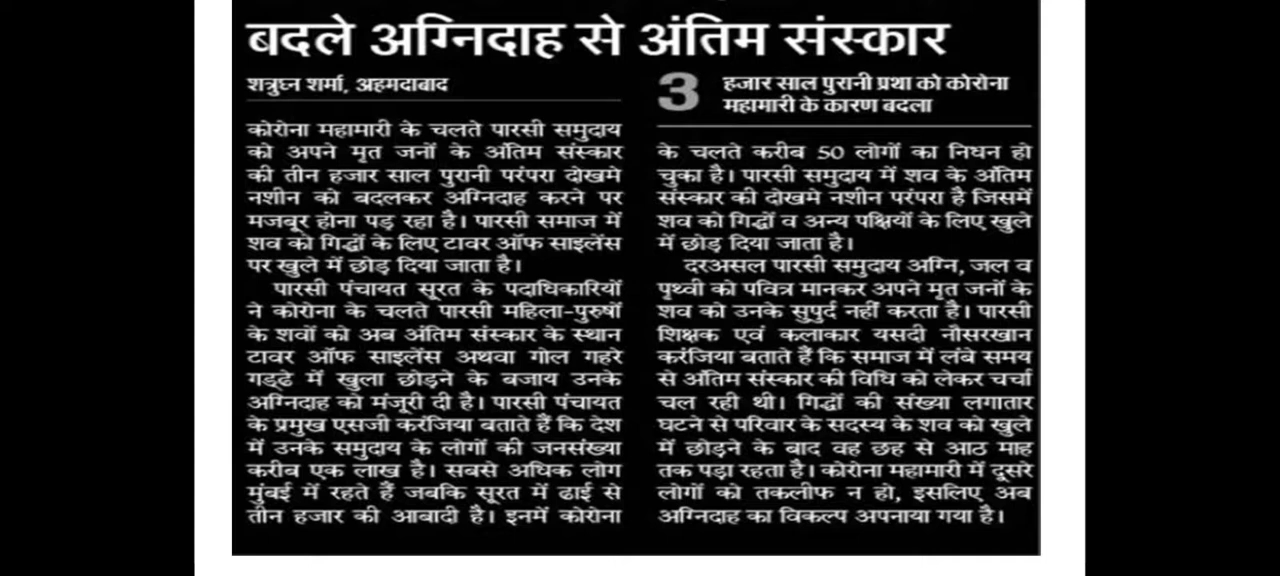 बदले अग्निदाह से अंतिम संस्कार
शत्रुघ्न शर्मा, अहमदाबाद
कोरोना महामारी के चलते पारसी समुदाय
को अपने मृत जनों के अंतिम संस्कार
की तीन हजार साल पुरानी परंपरा दोखमे
नशीन को बदलकर अग्निदाह करने पर
मजबूर होना पड़ रहा है। पारसी समाज में
शव को गिद्धों के लिए टावर ऑफ साइलेंस
पर खुले में छोड़ दिया जाता है।
पारसी पंचायत सूरत के पदाधिकारियों
ने कोरोना के चलते पारसी महिला-पुरुषों
के शवों को अब अंतिम संस्कार के स्थान
टावर ऑफ साइलेंस अथवा गोल गहरे
गड्ढे में खुला छोड़ने के बजाय उनके
अग्निदाह को मंजूरी दी है। पारसी पंचायत
के प्रमुख एसजी करंजिया बताते हैं कि देश
में उनके समुदाय के लोगों की जनसंख्या
करीब एक लाख है। सबसे अधिक लोग
मुंबई में रहते हैं जबकि सूरत में ढाई से
तीन हजार की आबादी है। इनमें कोरोना
3 हजार साल पुरानी प्रथा को कोरोना
महामारी के कारण बदला
के चलते करीब 50 लोगों का निधन हो
चुका है। पारसी समुदाय में शव के अंतिम
संस्कार की दोखमे नशीन परंपरा है जिसमें
शव को गिद्धों व अन्य पक्षियों के लिए खुले
में छोड़ दिया जाता है।
दरअसल पारसी समुदाय अग्नि, जल व
पृथ्वी को पवित्र मानकर अपने मृत जनों के
शव को उनके सुपुर्द नहीं करता है। पारसी
शिक्षक एवं कलाकार यसदी नौसरखान
करंजिया बताते हैं कि समाज में लंबे समय
से अंतिम संस्कार की विधि को लेकर चर्चा
चल रही थी। गिद्धों की संख्या लगातार
घटने से परिवार के सदस्य के शव को खुले
में छोड़ने के बाद वह छह से आठ माह
तक पड़ा रहता है। कोरोना महामारी में दूसरे
लोगों को तकलीफ न हो, इसलिए अब
अग्निदाह का विकल्प अपनाया गया है।